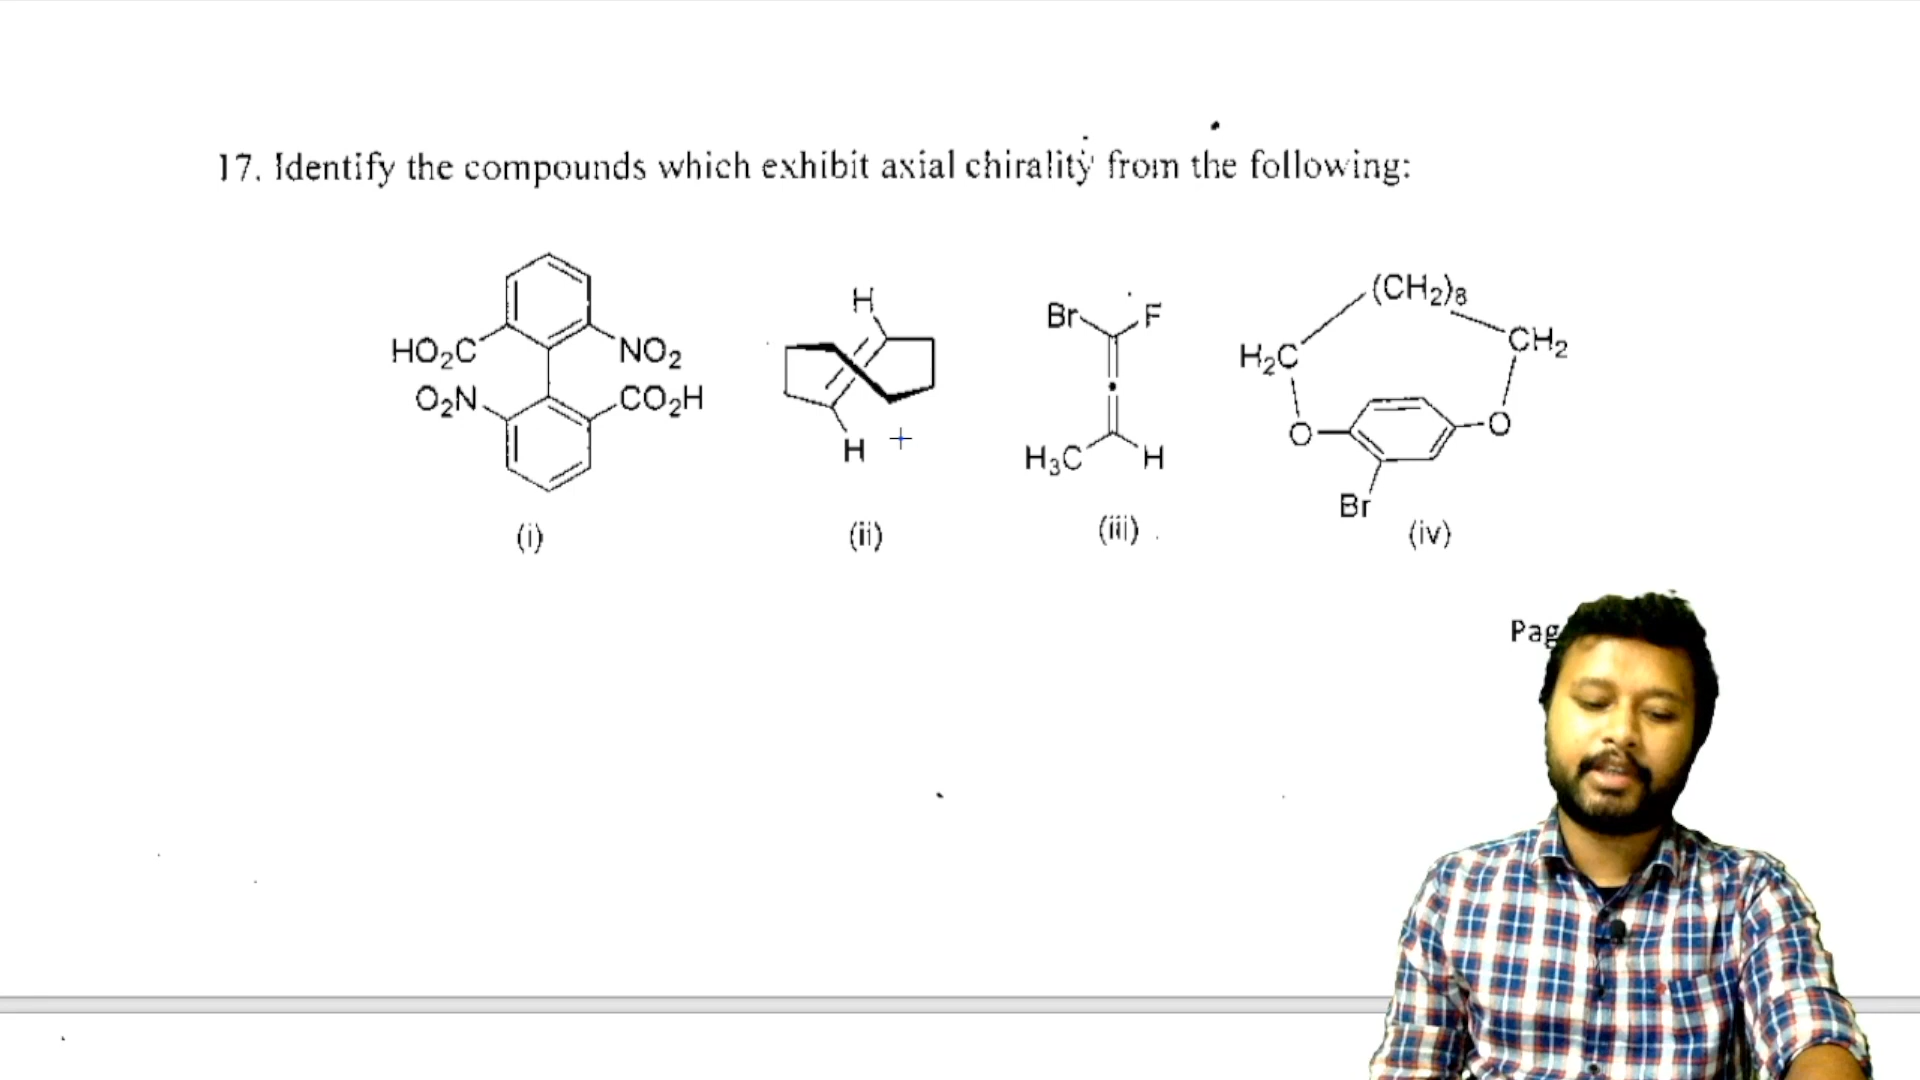 17. Identify the compounds which exhibit axial chirality from the following:
HO₂C NO₂
O₂N CO₂H
(i)
H
H
(ii)
Br F
H₃C H
(iii)
(CH₂)₈
H₂C CH₂
O O
Br
(iv)
Pag